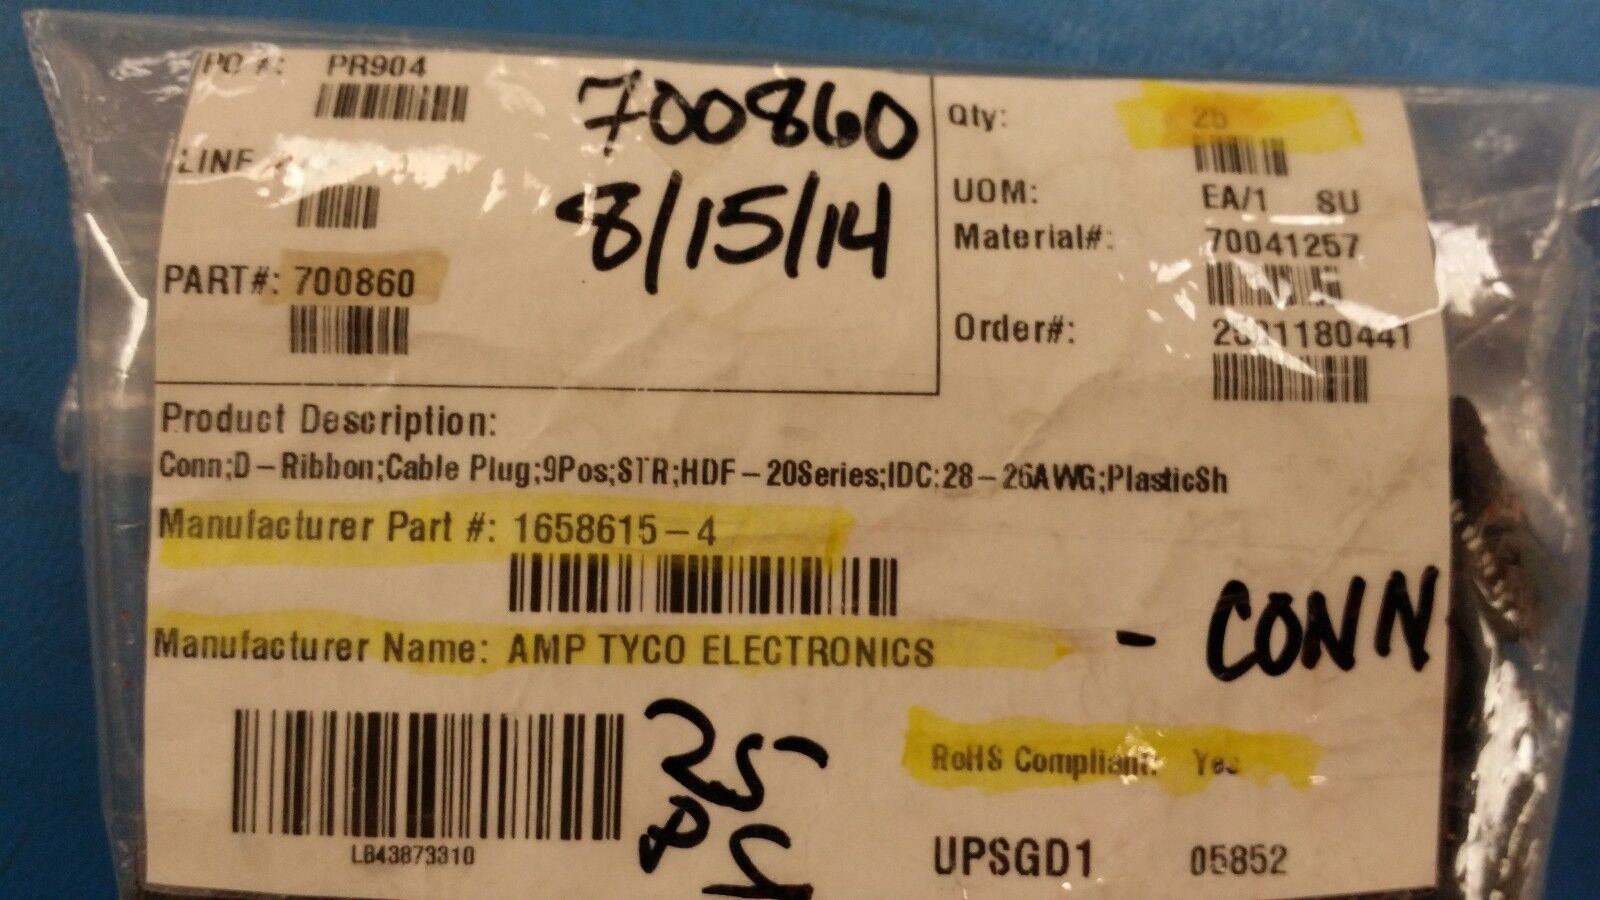 PO #: PR904
LINE
PART#: 700860
700860
8/15/14
Qty: 25
UOM: EA/1 SU
Material#: 70041257
Order#:
Product Description:
Conn;D-Ribbon;Cable Plug;9Pos;STR;HDF-20Series;IDC:28-26AWG;PlasticSh
Manufacturer Part #: 1658615-4
Manufacturer Name: AMP TYCO ELECTRONICS
- CONN
LB43873310
RoHS Compliant: Yes
UPSGD1 05852